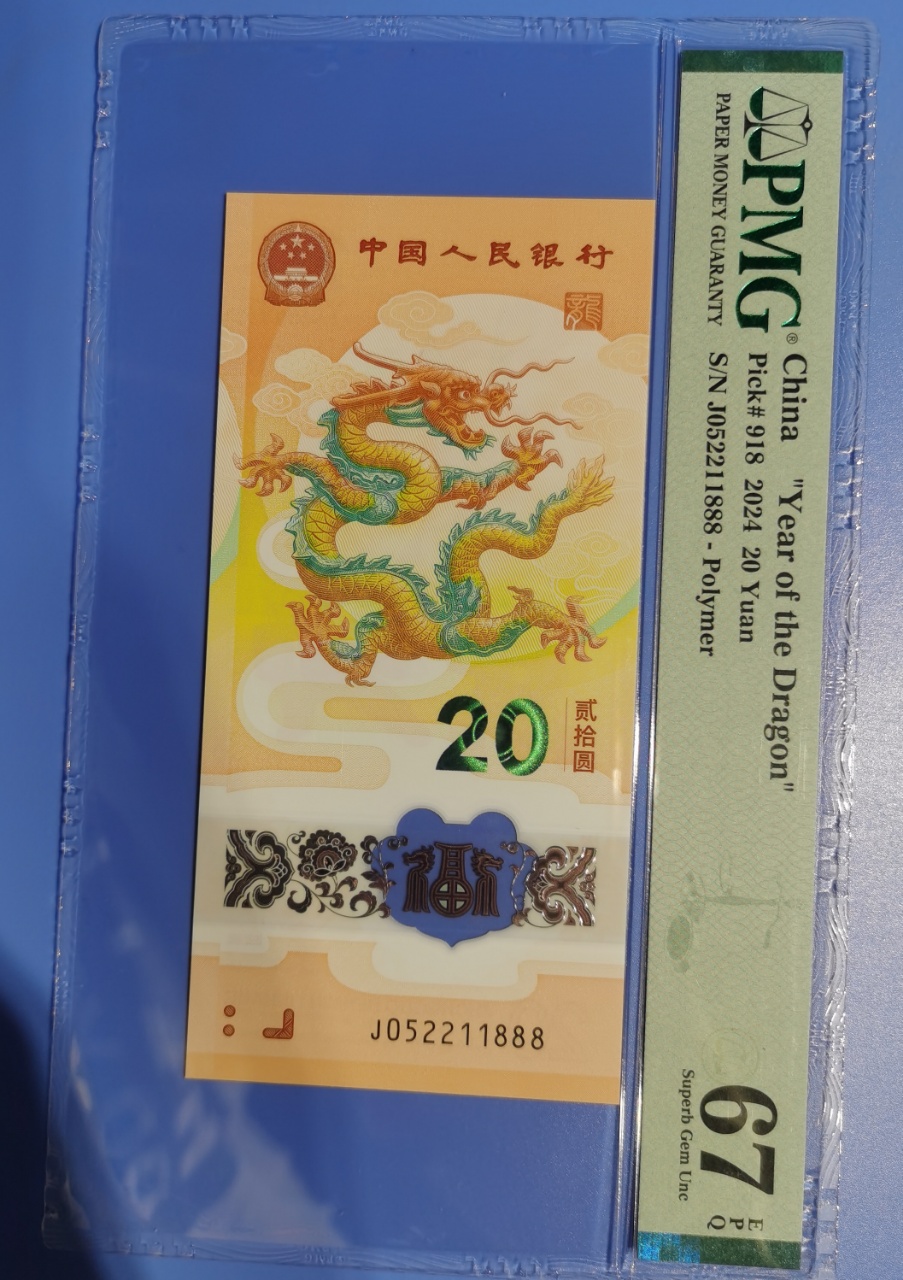 中国人民银行
龍
20
贰拾圆
J052211888
PMG®
PAPER MONEY GUARANTY
China "Year of the Dragon"
Pick# 918 2024 20 Yuan
S/N J052211888 - Polymer
67
EPQ
Superb Gem Unc